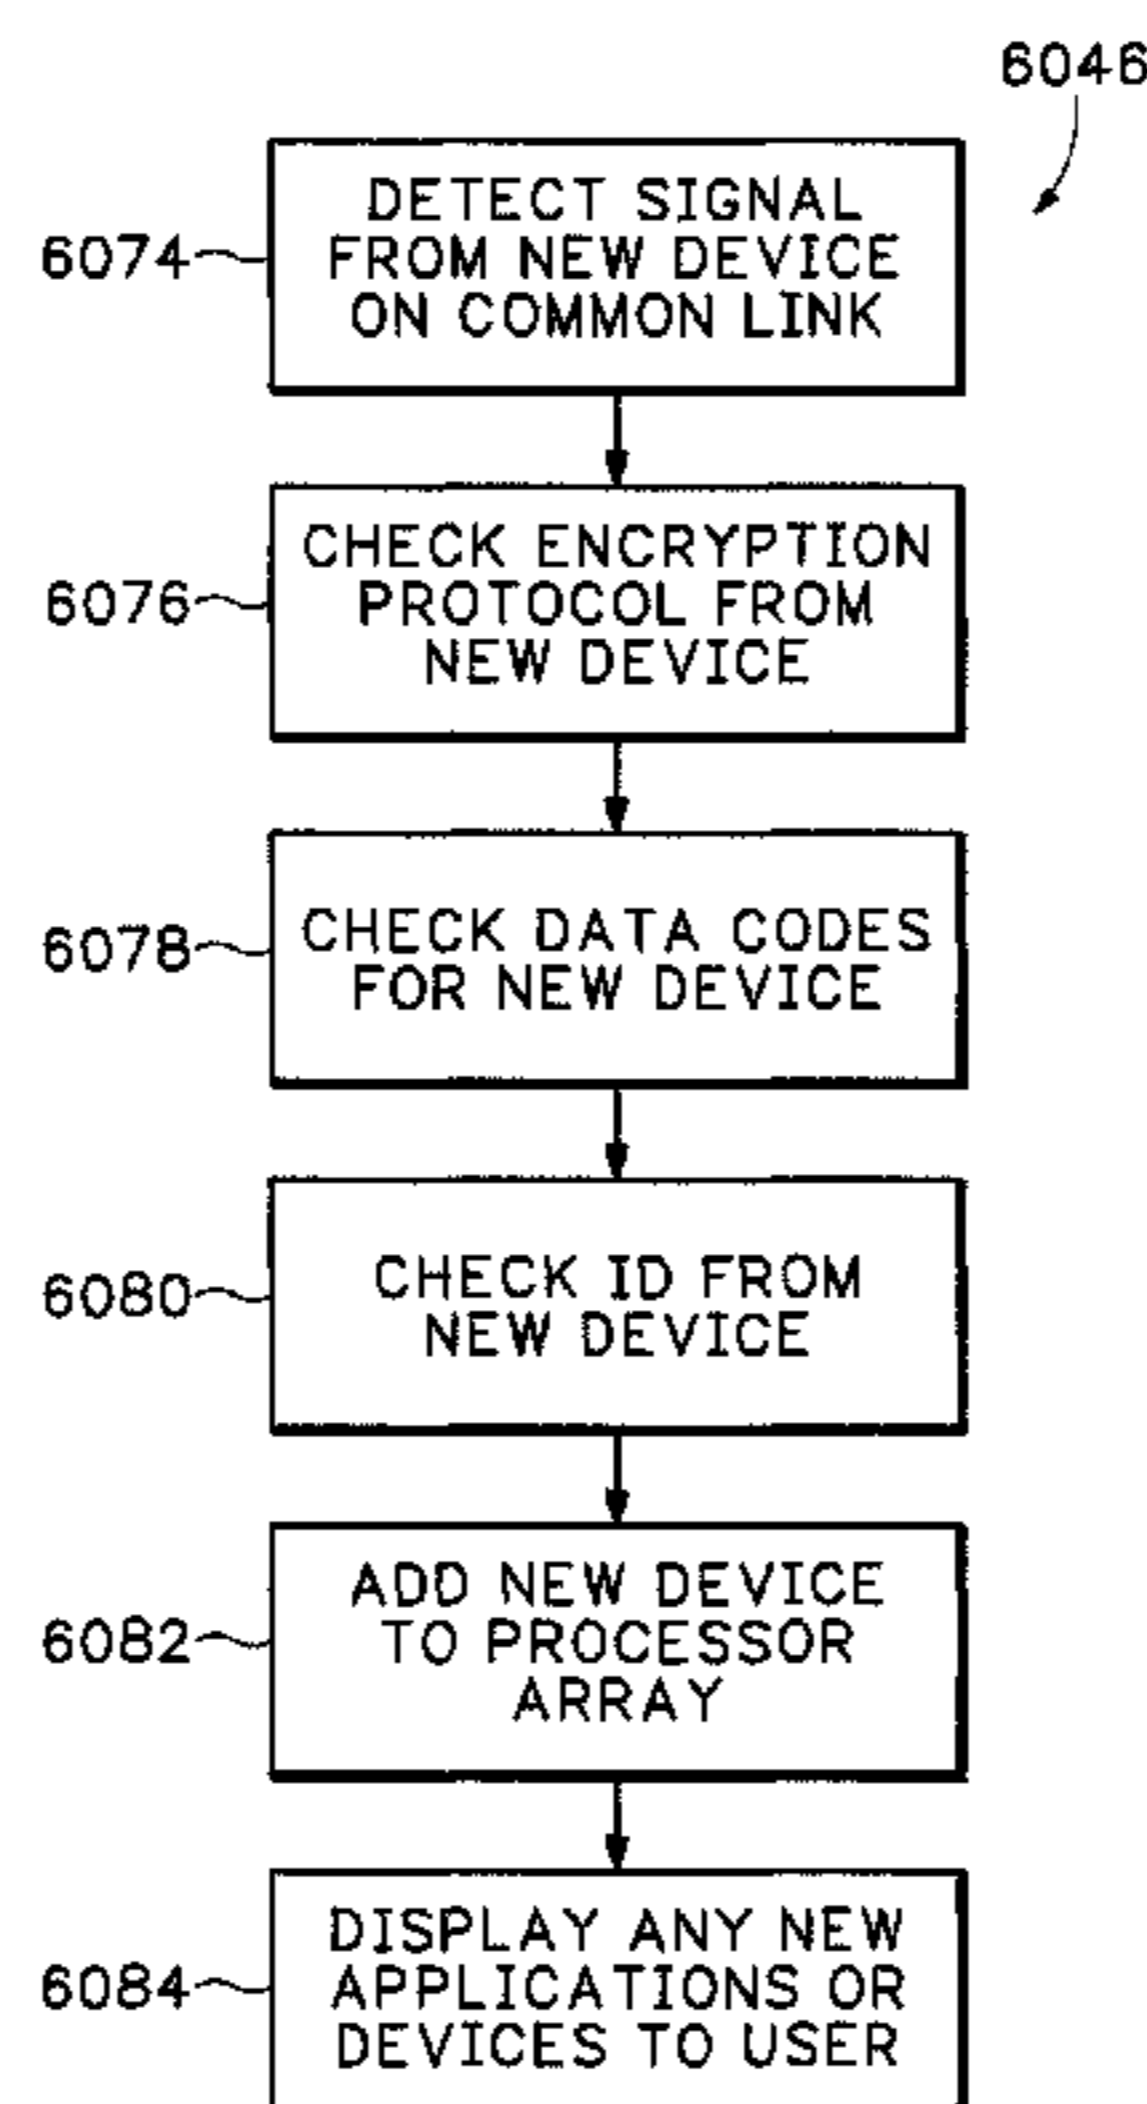 6046
6074
DETECT SIGNAL
FROM NEW DEVICE
ON COMMON LINK
6076
CHECK ENCRYPTION
PROTOCOL FROM
NEW DEVICE
6078
CHECK DATA CODES
FOR NEW DEVICE
6080
CHECK ID FROM
NEW DEVICE
6082
ADD NEW DEVICE
TO PROCESSOR
ARRAY
6084
DISPLAY ANY NEW
APPLICATIONS OR
DEVICES TO USER